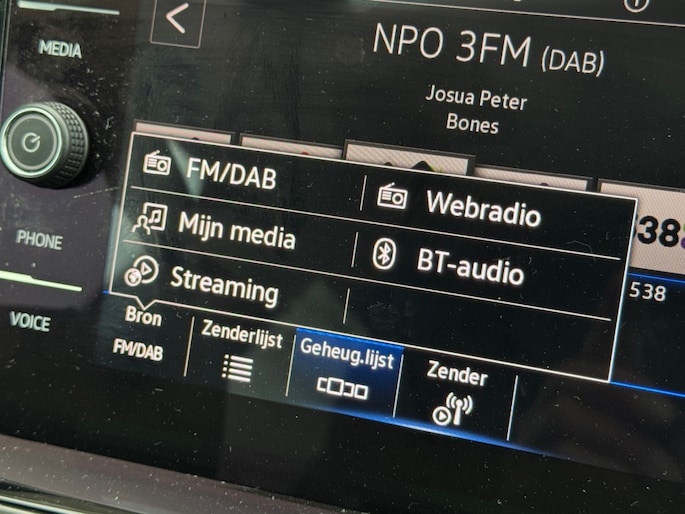 MEDIA
NPO 3FM (DAB)
Josua Peter
Bones
FM/DAB
Webradio
Mijn media
BT-audio
Streaming
PHONE
VOICE
538
538
Bron
FM/DAB
Zenderlijst
Geheug.lijst
Zender